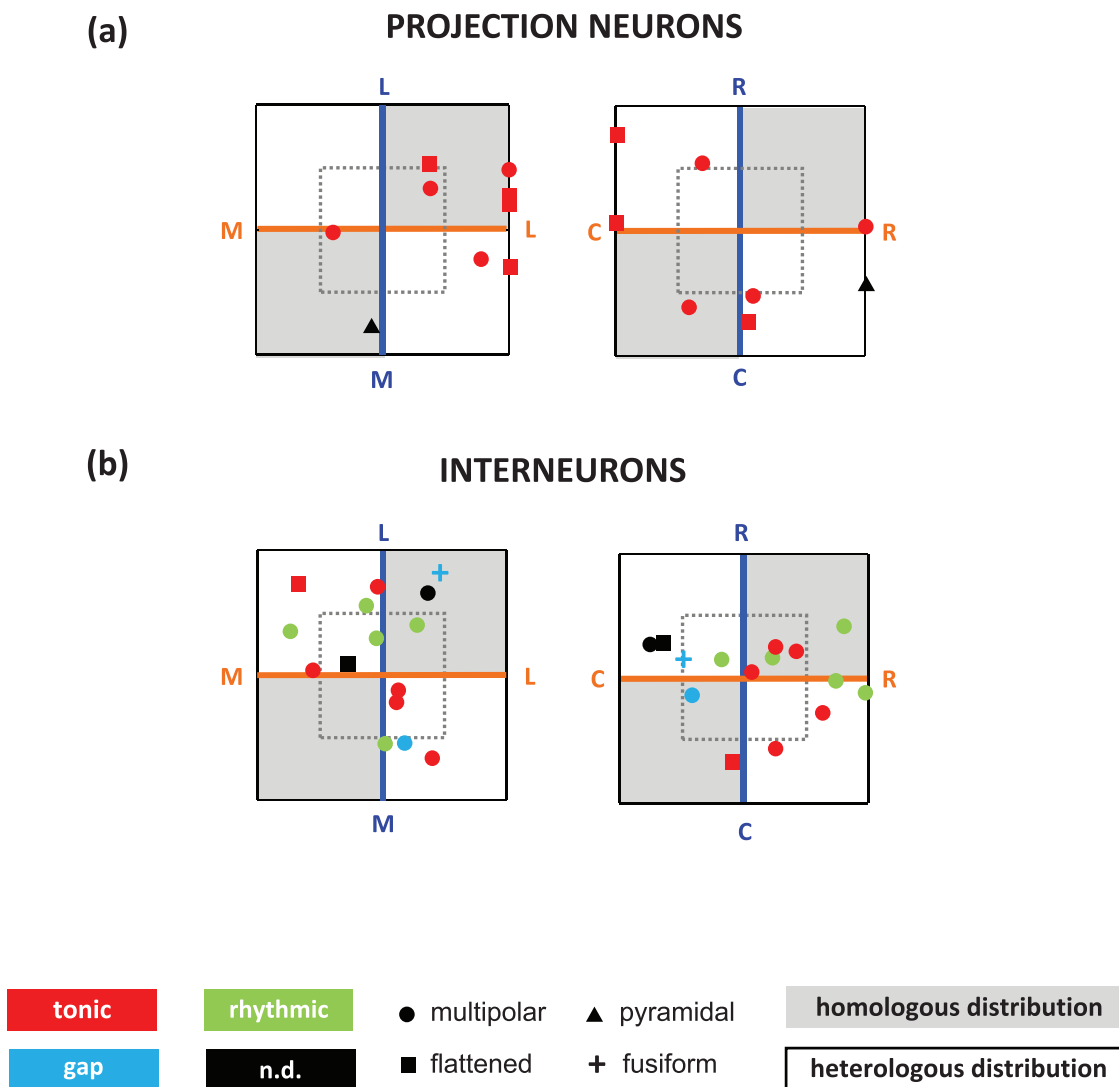 (a)
PROJECTION NEURONS
L
R
M
L
C
R
M
C
(b)
INTERNEURONS
L
R
M
L
C
R
M
C
tonic
rhythmic
multipolar
pyramidal
homologous distribution
gap
n.d.
flattened
fusiform
heterologous distribution